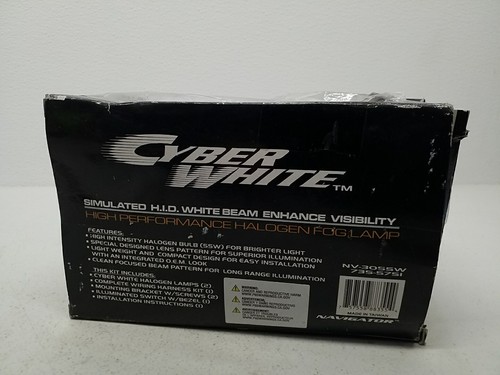 CYBER
WHITE™
SIMULATED H.I.D. WHITE BEAM ENHANCE VISIBILITY
HIGH PERFORMANCE HALOGEN FOG LAMP
FEATURES:
• HIGH INTENSITY HALOGEN BULB (55W) FOR BRIGHTER LIGHT
• SPECIAL DESIGNED LENS PATTERN FOR SUPERIOR ILLUMINATION
• LIGHT WEIGHT AND COMPACT DESIGN FOR EASY INSTALLATION
WITH AN INTEGRATED O.E.M. LOOK
• CLEAN FOCUSED BEAM PATTERN FOR LONG RANGE ILLUMINATION
THIS KIT INCLUDES:
• CYBER WHITE HALOGEN LAMPS (2)
• COMPLETE WIRING HARNESS KIT (1)
• MOUNTING BRACKET W/SCREWS (2)
• ILLUMINATED SWITCH W/BEZEL (1)
• INSTALLATION INSTRUCTIONS (1)
WARNING:
NV-3055W
735-5751
MADE IN TAIWAN
NAVIGATOR